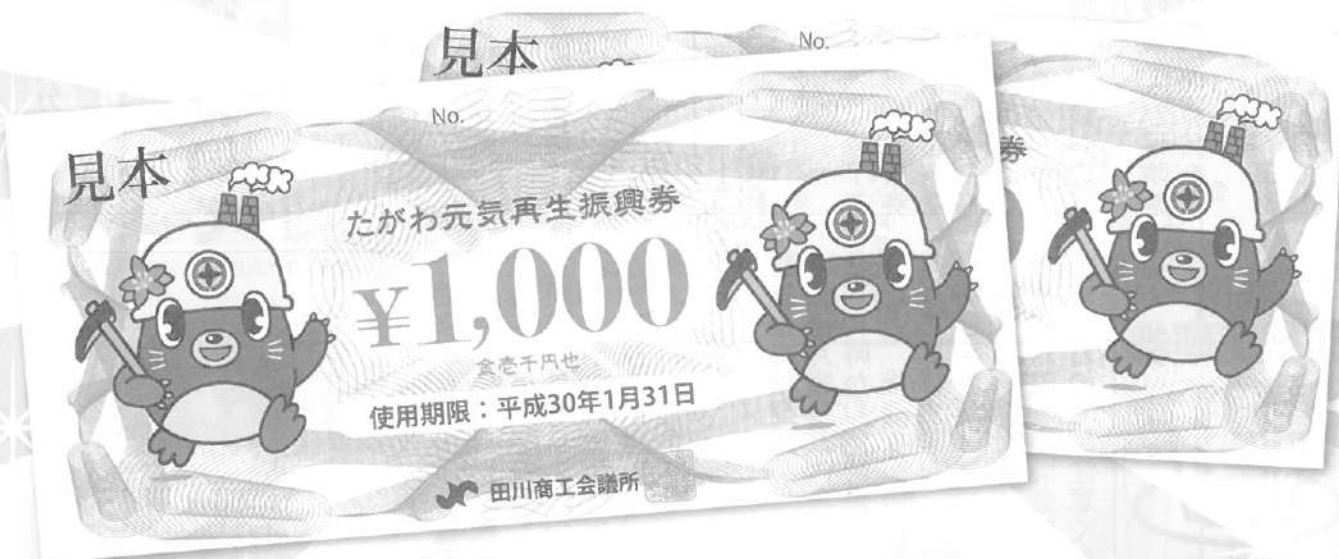 見本
No.
見本
No.
たがわ元気再生振興券
¥1,000
金壱千円也
使用期限：平成30年1月31日
田川商工会議所
券